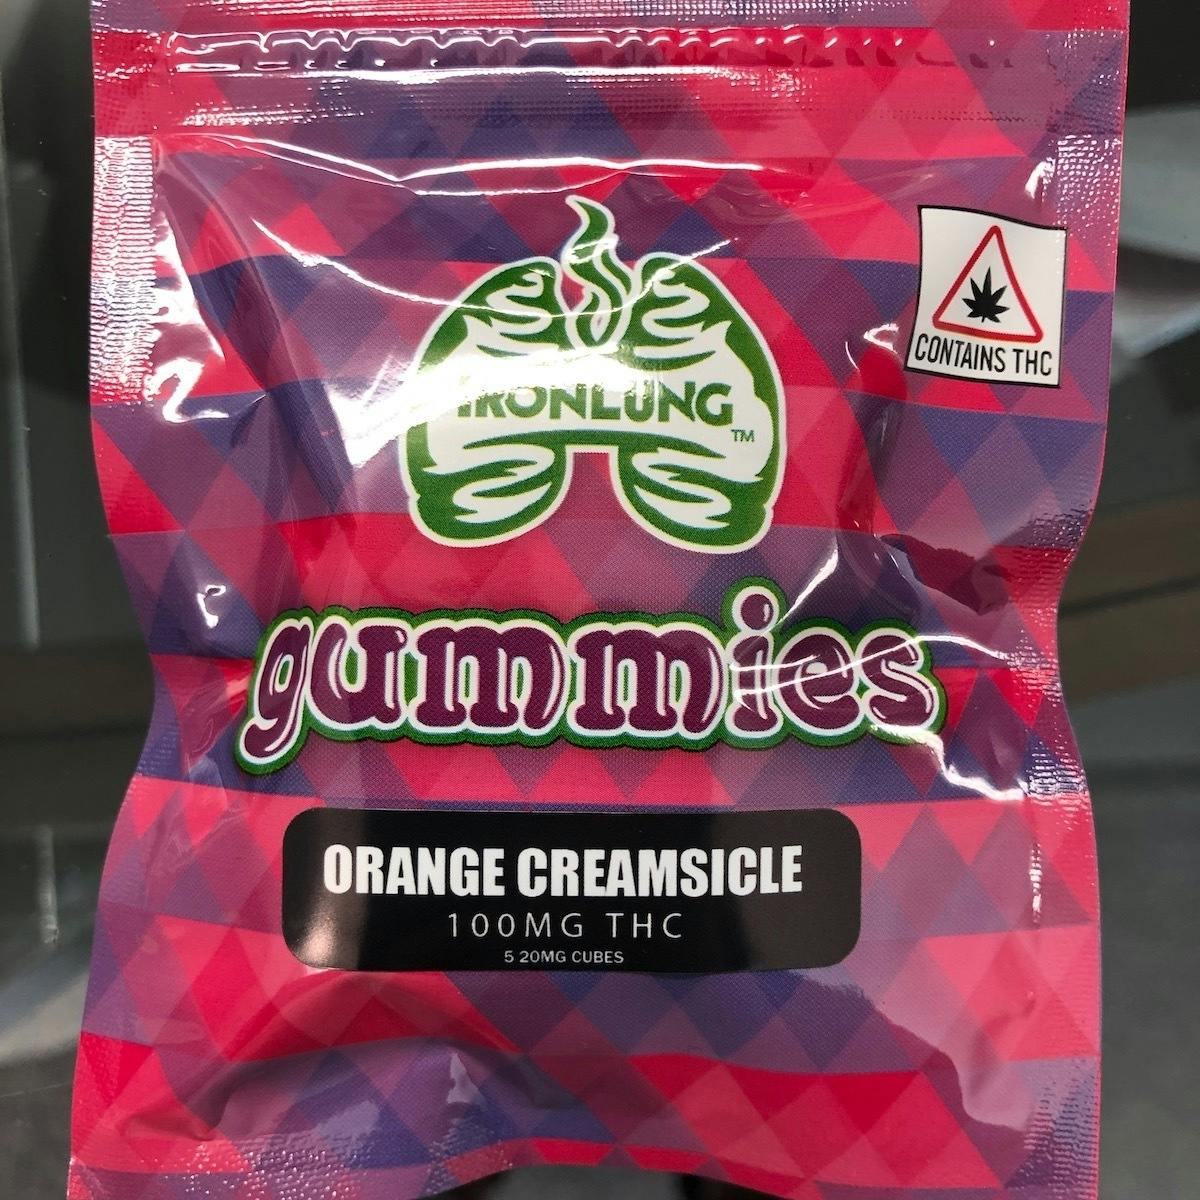 CONTAINS THC
IRONLUNG
TM
gummies
ORANGE CREAMSICLE
100MG THC
5 20MG CUBES